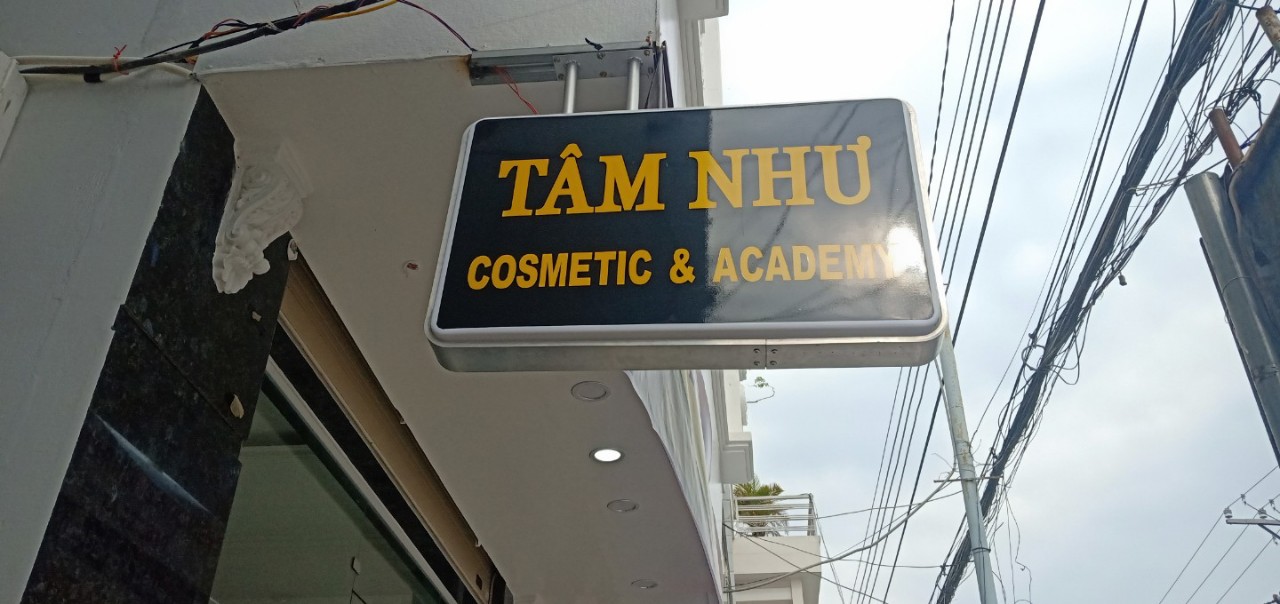 TÂM NHƯ
COSMETIC & ACADEMY